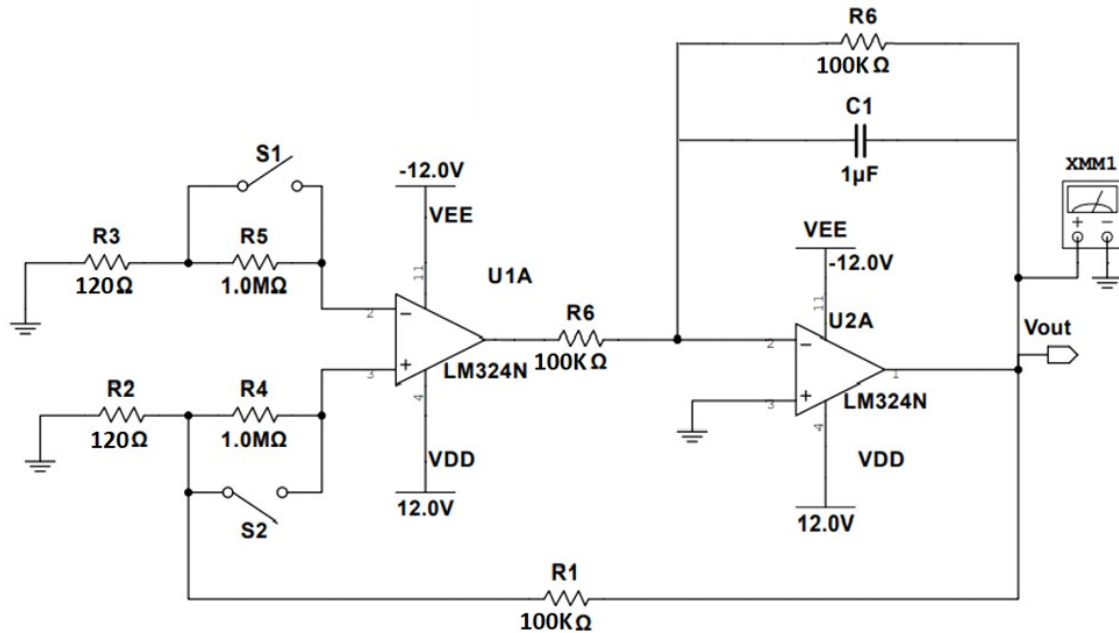 R6
100KΩ
C1
1µF
XMM1
+ −
S1
-12.0V
VEE
R3
120Ω
R5
1.0MΩ
11
U1A
2
−
+
3
4
LM324N
R6
100KΩ
VEE
-12.0V
11
U2A
2
−
+
3
4
1
LM324N
Vout
R2
120Ω
R4
1.0MΩ
VDD
12.0V
VDD
12.0V
S2
R1
100KΩ